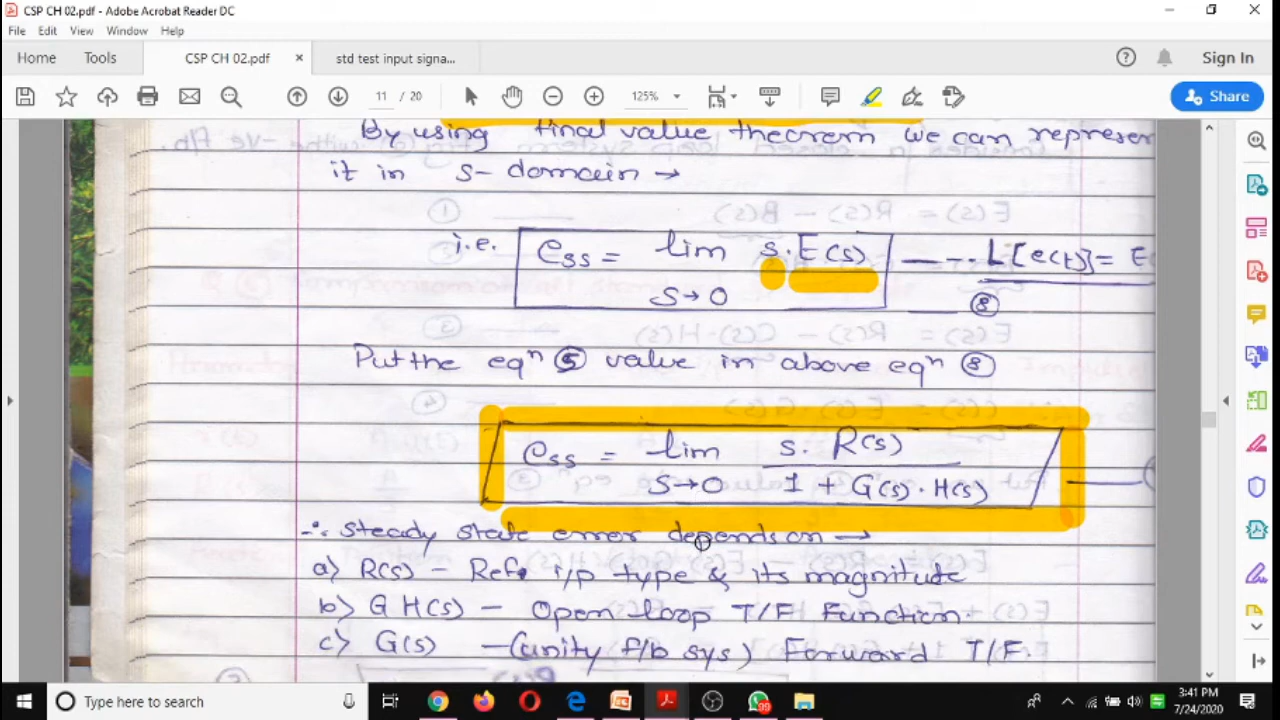 CSP CH 02.pdf - Adobe Acrobat Reader DC
File Edit View Window Help
Home Tools CSP CH 02.pdf × std test input signa... Sign In
11 / 20 125% Share
By using final value theorem we can represen
it in s-domain →
i.e. ess = lim s.E(s) --- L[e(t)] = E
s→0 ⑧
Put the eqⁿ ⑤ value in above eqⁿ ⑧
ess = lim s. R(s)
s→0 1 + G(s).H(s)
∴ steady state error depends on →
a) R(s) - Ref. i/p type & its magnitude
b) GH(s) - Open loop T/F Function.
c) G(s) - (unity f/b sys) Forward T/F.
Type here to search
3:41 PM
7/24/2020